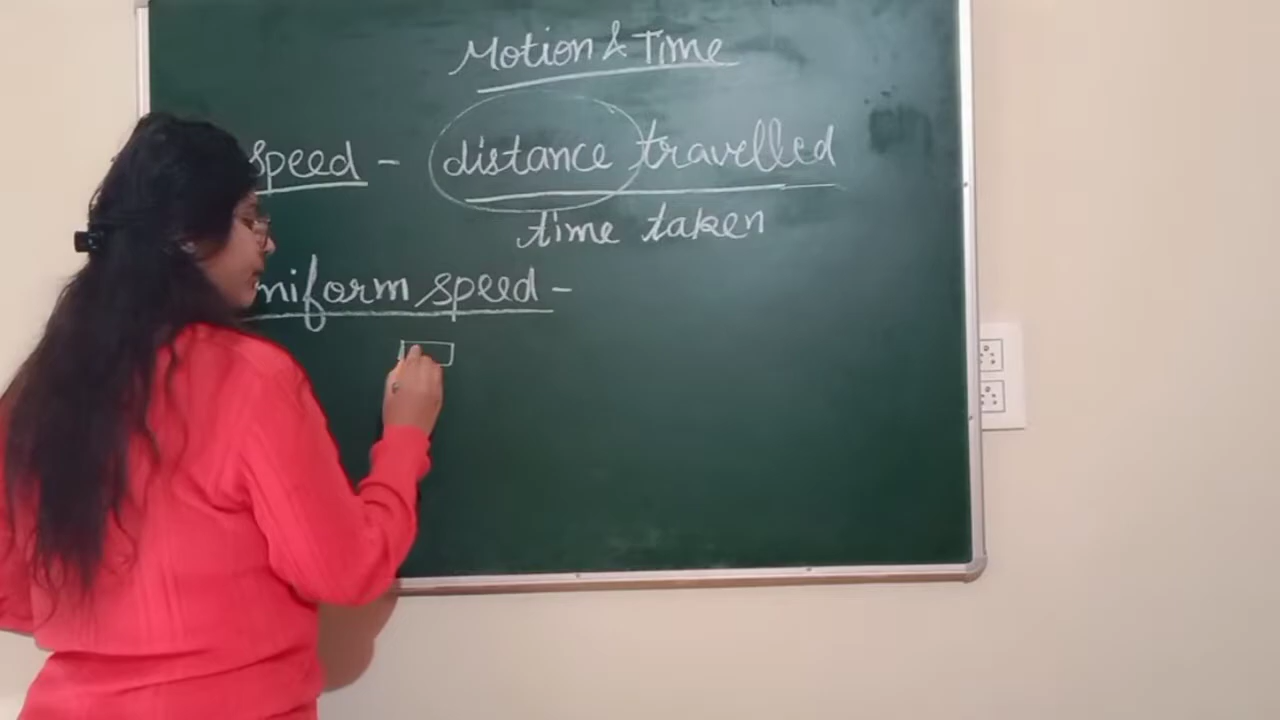 Motion & Time
speed - distance travelled
time taken
niform speed -